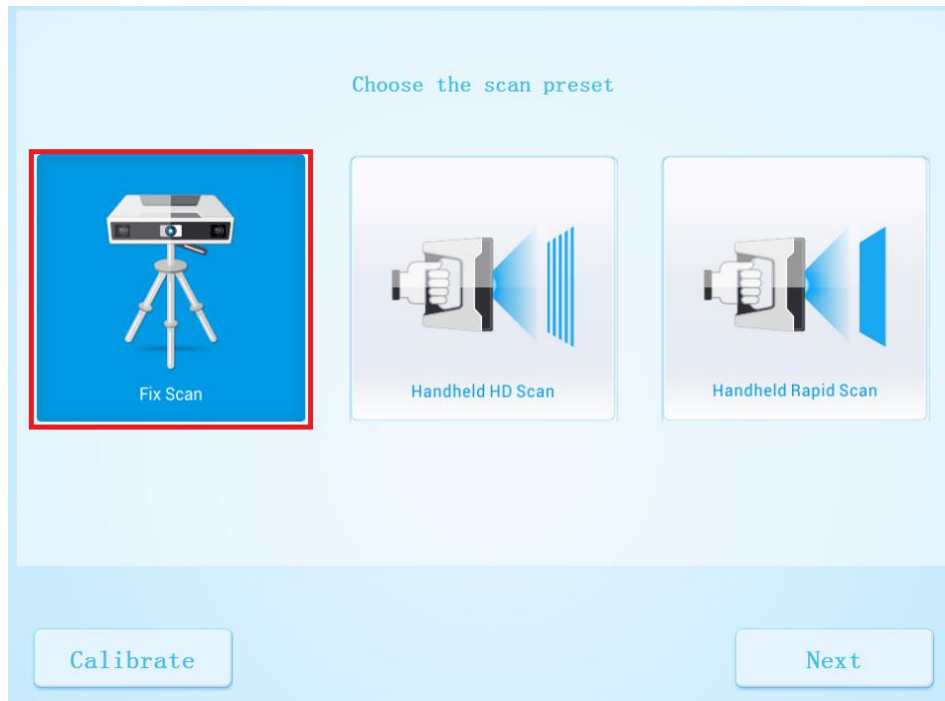 Choose the scan preset
Fix Scan
Handheld HD Scan
Handheld Rapid Scan
Calibrate
Next